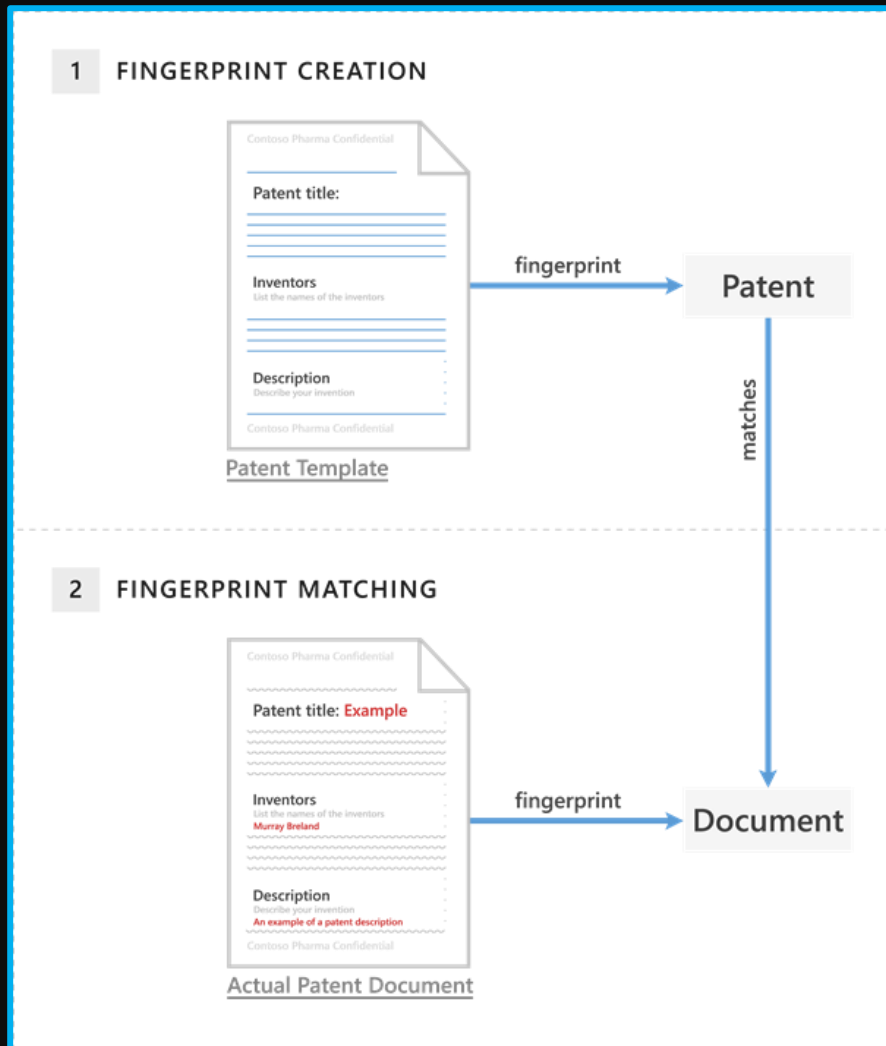 1 FINGERPRINT CREATION
Contoso Pharma Confidential
Patent title:
Inventors
List the names of the inventors
Description
Describe your invention
Contoso Pharma Confidential
Patent Template
fingerprint
Patent
matches
2 FINGERPRINT MATCHING
Contoso Pharma Confidential
Patent title: Example
Inventors
List the names of the inventors
Murray Breland
Description
Describe your invention
An example of a patent description
Contoso Pharma Confidential
Actual Patent Document
fingerprint
Document